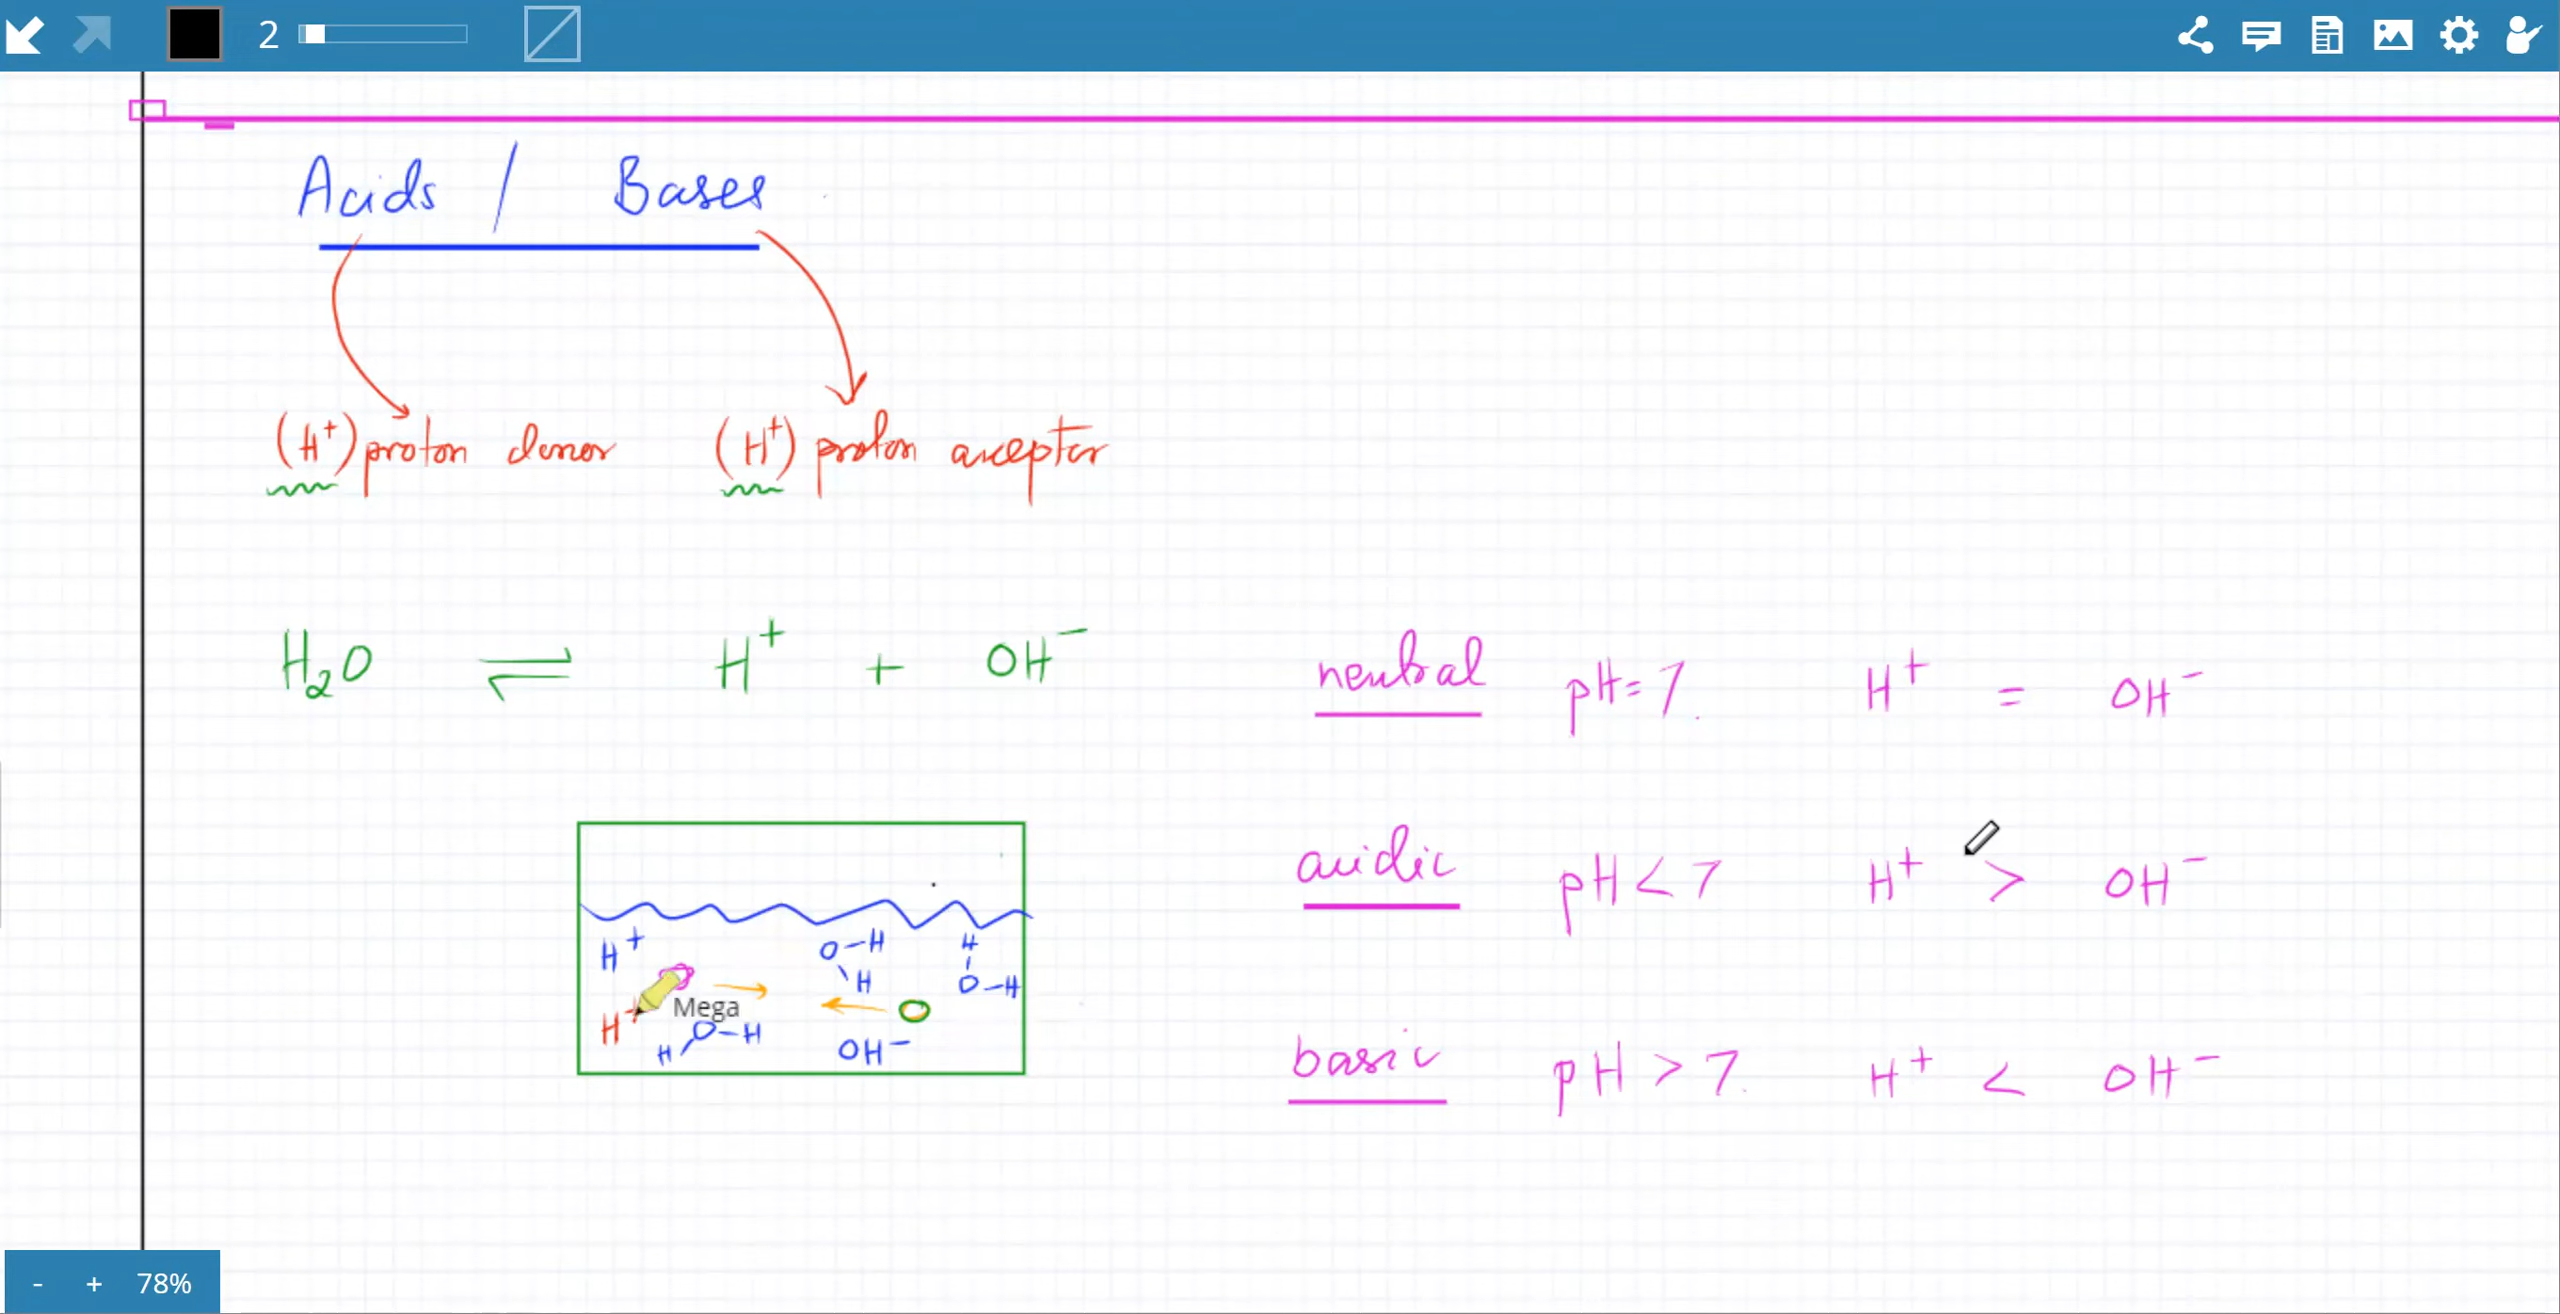 2
Acids / Bases
(H⁺) proton donor (H⁺) proton acceptor
H₂O ⇌ H⁺ + OH⁻
neutral pH = 7. H⁺ = OH⁻
acidic pH < 7 H⁺ > OH⁻
basic pH > 7. H⁺ < OH⁻
H⁺ O-H H
H O-H
H⁺ Mega
H O-H OH⁻
- + 78%